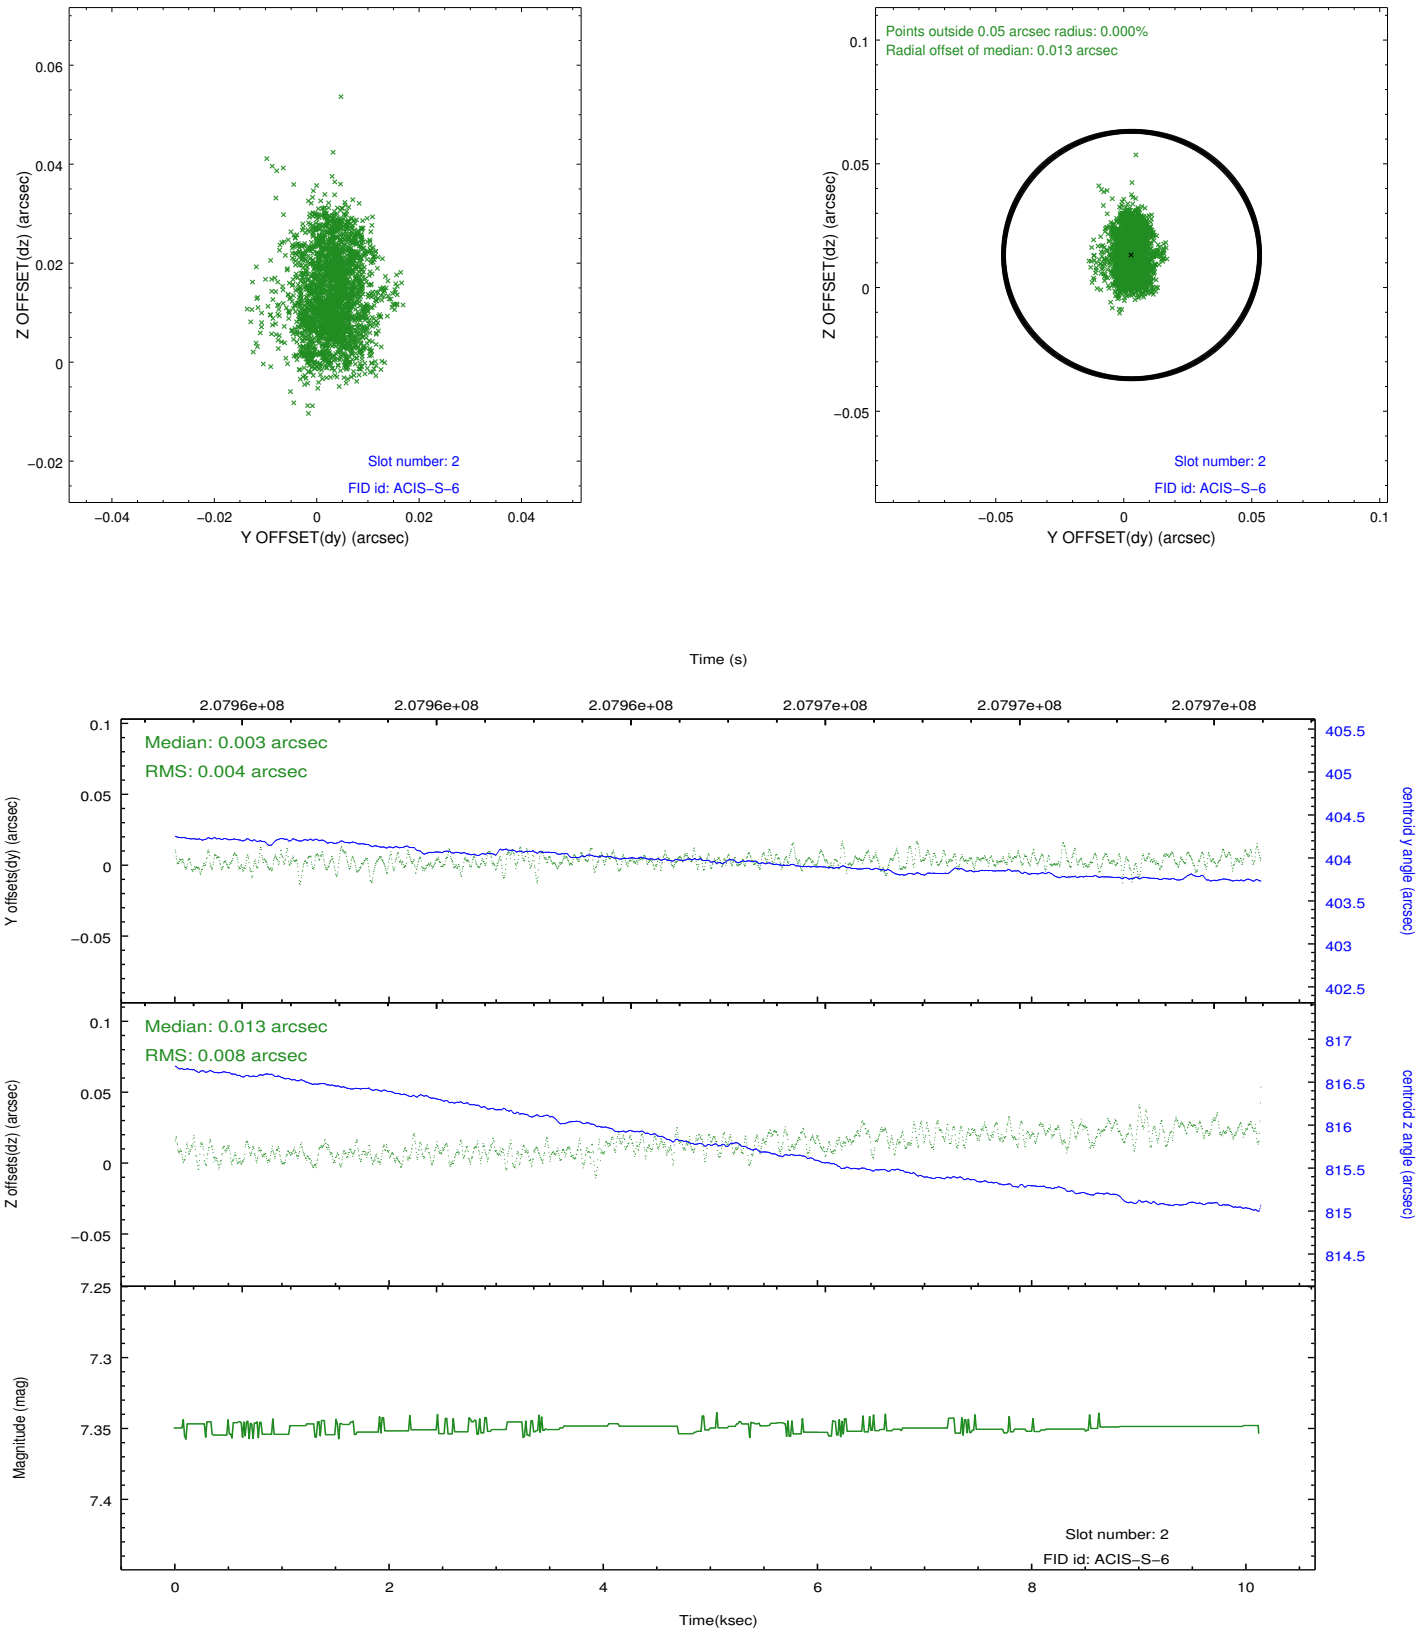 0.06
0.04
0.02
0
−0.02
Z OFFSET(dz) (arcsec)
Slot number: 2
FID id: ACIS−S−6
−0.04
−0.02
0
0.02
0.04
Y OFFSET(dy) (arcsec)
Points outside 0.05 arcsec radius: 0.000%
Radial offset of median: 0.013 arcsec
0.1
0.05
0
−0.05
Z OFFSET(dz) (arcsec)
Slot number: 2
FID id: ACIS−S−6
−0.05
0
0.05
0.1
Y OFFSET(dy) (arcsec)
Time (s)
2.0796e+08
2.0796e+08
2.0796e+08
2.0797e+08
2.0797e+08
2.0797e+08
Median: 0.003 arcsec
RMS: 0.004 arcsec
0.1
0.05
0
−0.05
Y offsets(dy) (arcsec)
405.5
405
404.5
404
403.5
403
402.5
centroid y angle (arcsec)
Median: 0.013 arcsec
RMS: 0.008 arcsec
0.1
0.05
0
−0.05
Z offsets(dz) (arcsec)
817
816.5
816
815.5
815
814.5
centroid z angle (arcsec)
7.25
7.3
7.35
7.4
Magnitude (mag)
Slot number: 2
FID id: ACIS−S−6
0
2
4
6
8
10
Time(ksec)